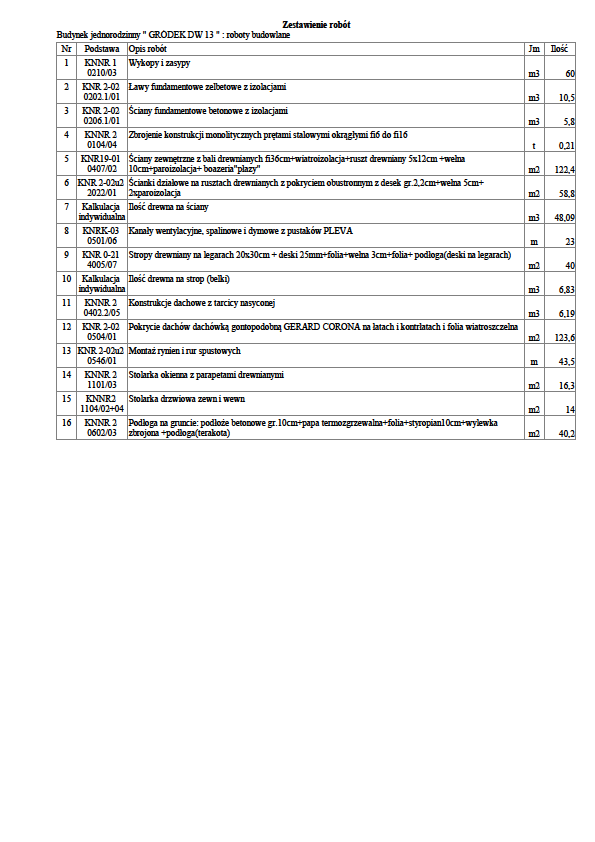 Zestawienie robót
Budynek jednorodzinny " GRÓDEK DW 13 " : roboty budowlane
Nr Podstawa Opis robót Jm Ilość
1 KNNR 1 Wykopy i zasypy
0210/03 m3 60
2 KNR 2-02 Ławy fundamentowe żelbetowe z izolacjami
0202.1/01 m3 10,5
3 KNR 2-02 Ściany fundamentowe betonowe z izolacjami
0206.1/01 m3 5,8
4 KNNR 2 Zbrojenie konstrukcji monolitycznych prętami stalowymi okrągłymi fi6 do fi16
0104/04 t 0,21
5 KNR19-01 Ściany zewnętrzne z bali drewnianych fi36cm+wiatroizolacja+ruszt drewniany 5x12cm +wełna
0407/02 10cm+paroizolacja+ boazeria"płazy" m2 122,4
6 KNR 2-02u2 Ścianki działowe na rusztach drewnianych z pokryciem obustronnym z desek gr.2,2cm+wełna 5cm+
2022/01 2xparoizolacja m2 58,8
7 Kalkulacja Ilość drewna na ściany
indywidualna m3 48,09
8 KNRK-03 Kanały wentylacyjne, spalinowe i dymowe z pustaków PLEVA
0501/06 m 23
9 KNR 0-21 Stropy drewniany na legarach 20x30cm + deski 25mm+folia+wełna 3cm+folia+ podłoga(deski na legarach)
4005/07 m2 40
10 Kalkulacja Ilość drewna na strop (belki)
indywidualna m3 6,83
11 KNNR 2 Konstrukcje dachowe z tarcicy nasyconej
0402.2/05 m3 6,19
12 KNR 2-02 Pokrycie dachów dachówką gontopodobną GERARD CORONA na łatach i kontrłatach i folia wiatroszczelna
0504/01 m2 123,6
13 KNR 2-02u2 Montaż rynien i rur spustowych
0546/01 m 43,5
14 KNNR 2 Stolarka okienna z parapetami drewnianymi
1101/03 m2 16,3
15 KNNR2 Stolarka drzwiowa zewn i wewn
1104/02+04 m2 14
16 KNNR 2 Podłoga na gruncie: podłoże betonowe gr.10cm+papa termozgrzewalna+folia+styropian10cm+wylewka
0602/03 zbrojona +podłoga(terakota) m2 40,2